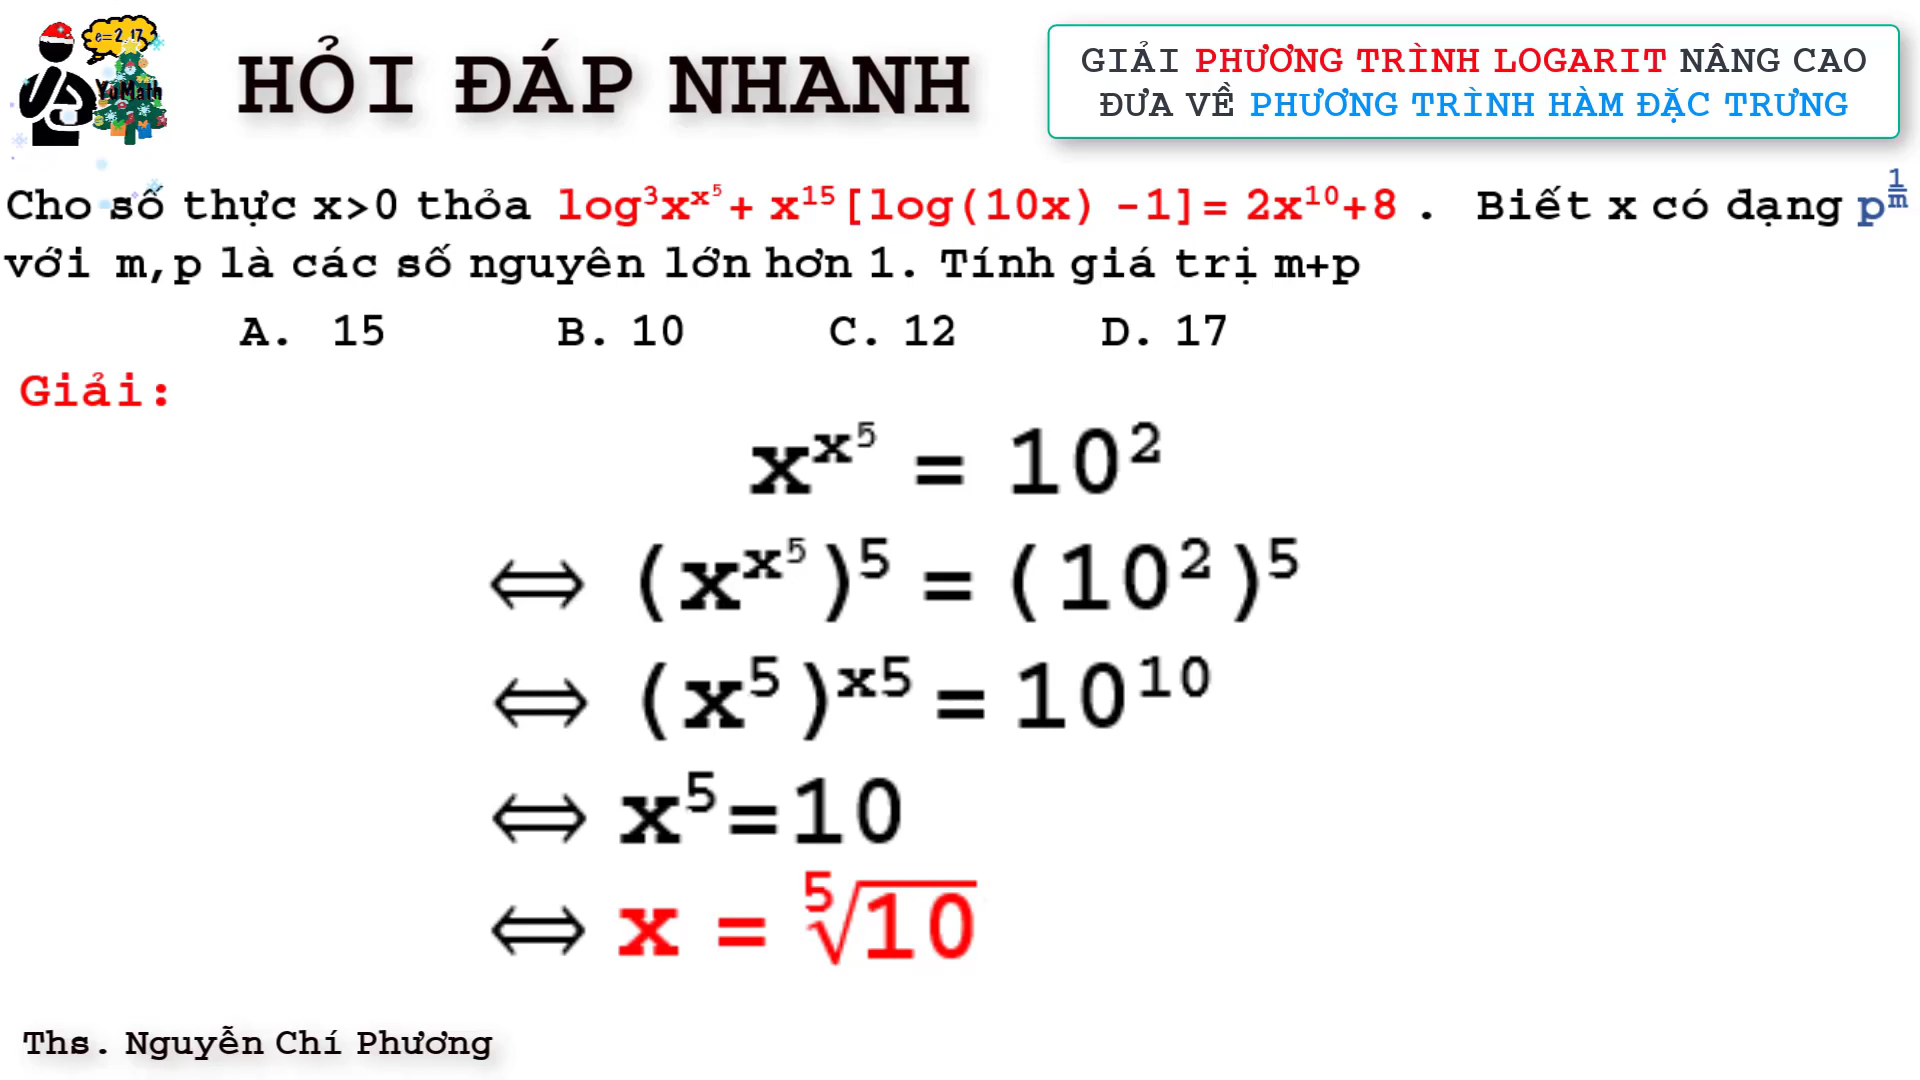 e=2,17
YuMath
HỎI ĐÁP NHANH
GIẢI PHƯƠNG TRÌNH LOGARIT NÂNG CAO
ĐƯA VỀ PHƯƠNG TRÌNH HÀM ĐẶC TRƯNG
Cho số thực x>0 thỏa log³x^x⁵ + x¹⁵[log(10x) -1]= 2x¹⁰+8 . Biết x có dạng p^(1/m)
với m,p là các số nguyên lớn hơn 1. Tính giá trị m+p
A. 15 B. 10 C. 12 D. 17
Giải:
x^x⁵ = 10²
⇔ (x^x⁵)⁵ = (10²)⁵
⇔ (x⁵)^x5 = 10¹⁰
⇔ x⁵=10
⇔ x = ⁵√10
Ths. Nguyễn Chí Phương